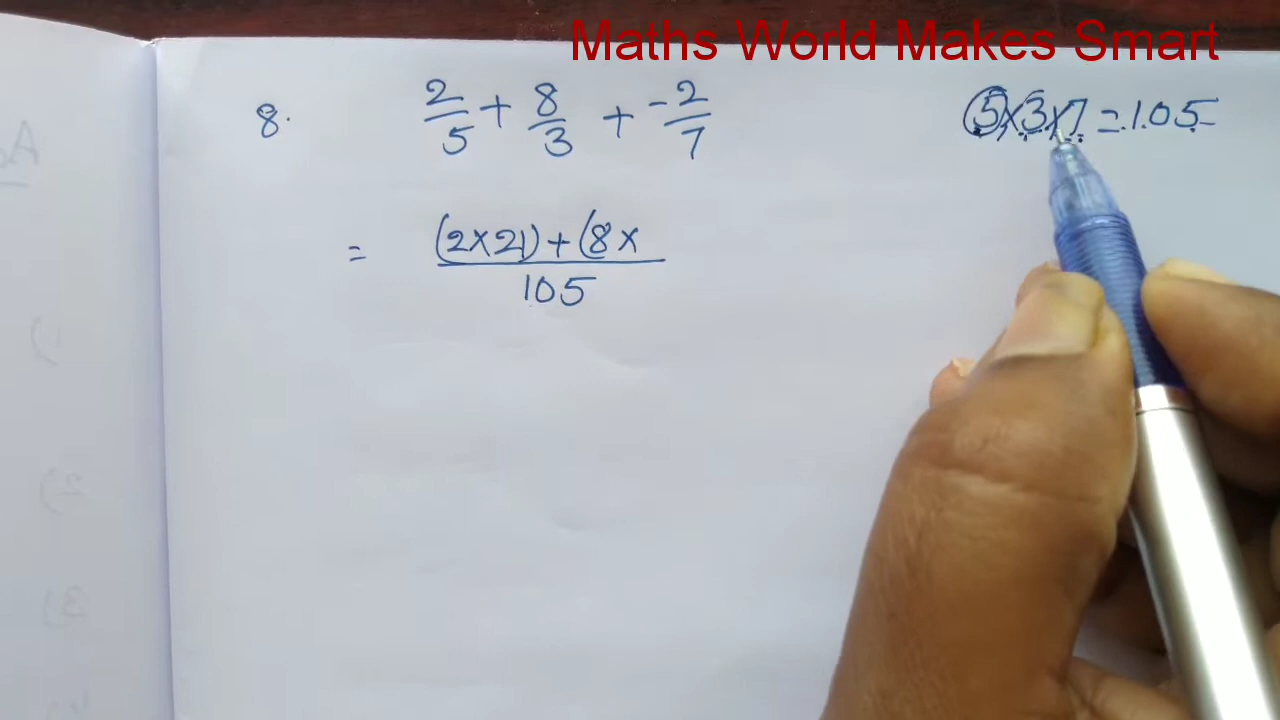 Maths World Makes Smart
8. 2/5 + 8/3 + -2/7
5×3×7 = 105
= (2×21) + (8×
105